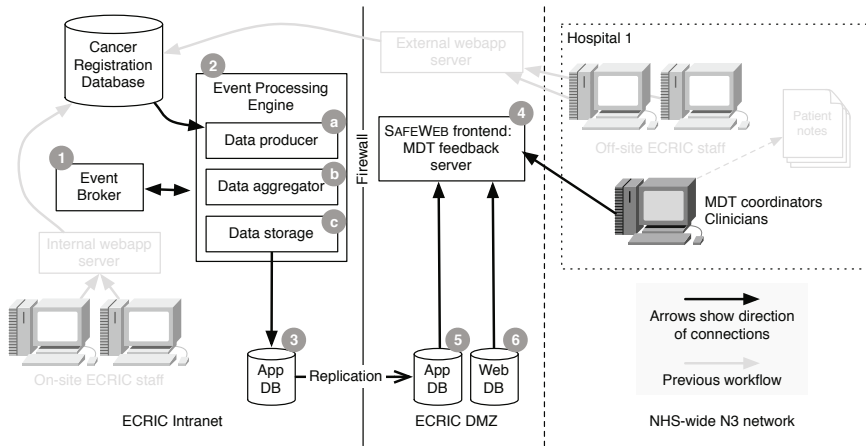 Cancer
Registration
Database
2
Event Processing
Engine
a
Data producer
b
Data aggregator
c
Data storage
1
Event
Broker
Internal webapp
server
On-site ECRIC staff
3
App
DB
Replication
ECRIC Intranet
Firewall
External webapp
server
4
SAFEWEB frontend:
MDT feedback
server
5
App
DB
6
Web
DB
ECRIC DMZ
Hospital 1
Off-site ECRIC staff
Patient
notes
MDT coordinators
Clinicians
Arrows show direction
of connections
Previous workflow
NHS-wide N3 network